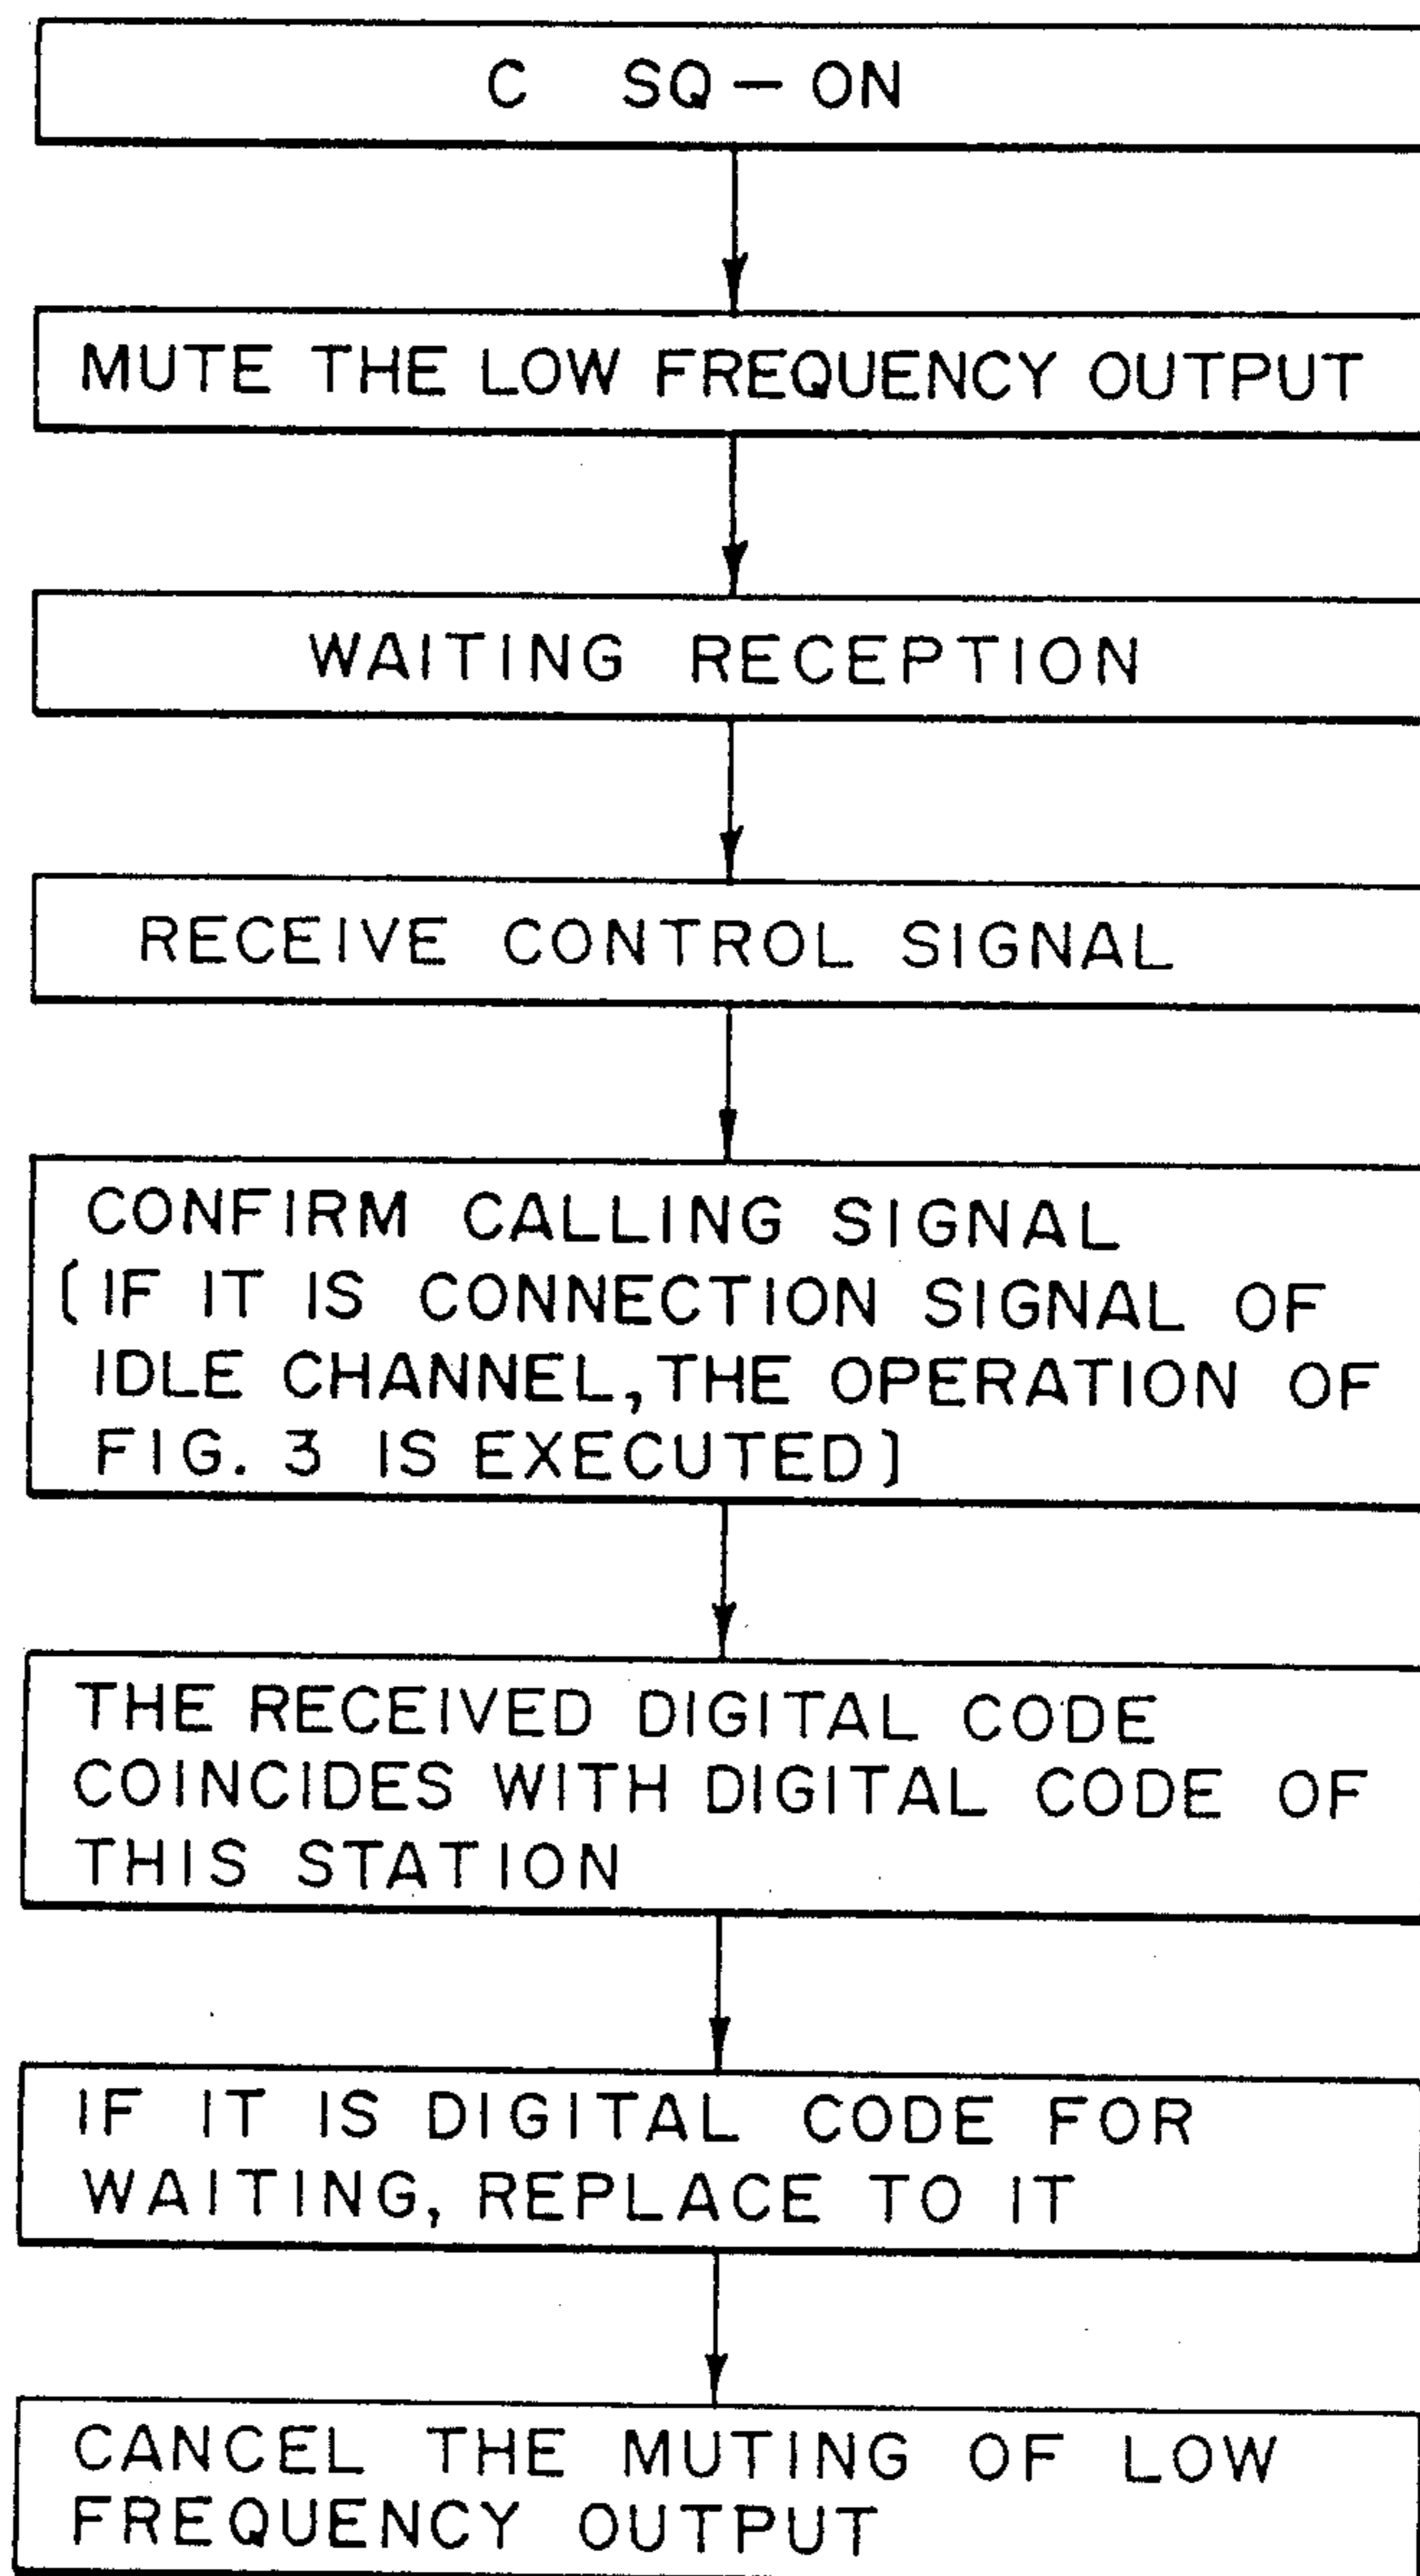 C SQ-ON
MUTE THE LOW FREQUENCY OUTPUT
WAITING RECEPTION
RECEIVE CONTROL SIGNAL
CONFIRM CALLING SIGNAL
(IF IT IS CONNECTION SIGNAL OF
IDLE CHANNEL, THE OPERATION OF
FIG. 3 IS EXECUTED)
THE RECEIVED DIGITAL CODE
COINCIDES WITH DIGITAL CODE OF
THIS STATION
IF IT IS DIGITAL CODE FOR
WAITING, REPLACE TO IT
CANCEL THE MUTING OF LOW
FREQUENCY OUTPUT